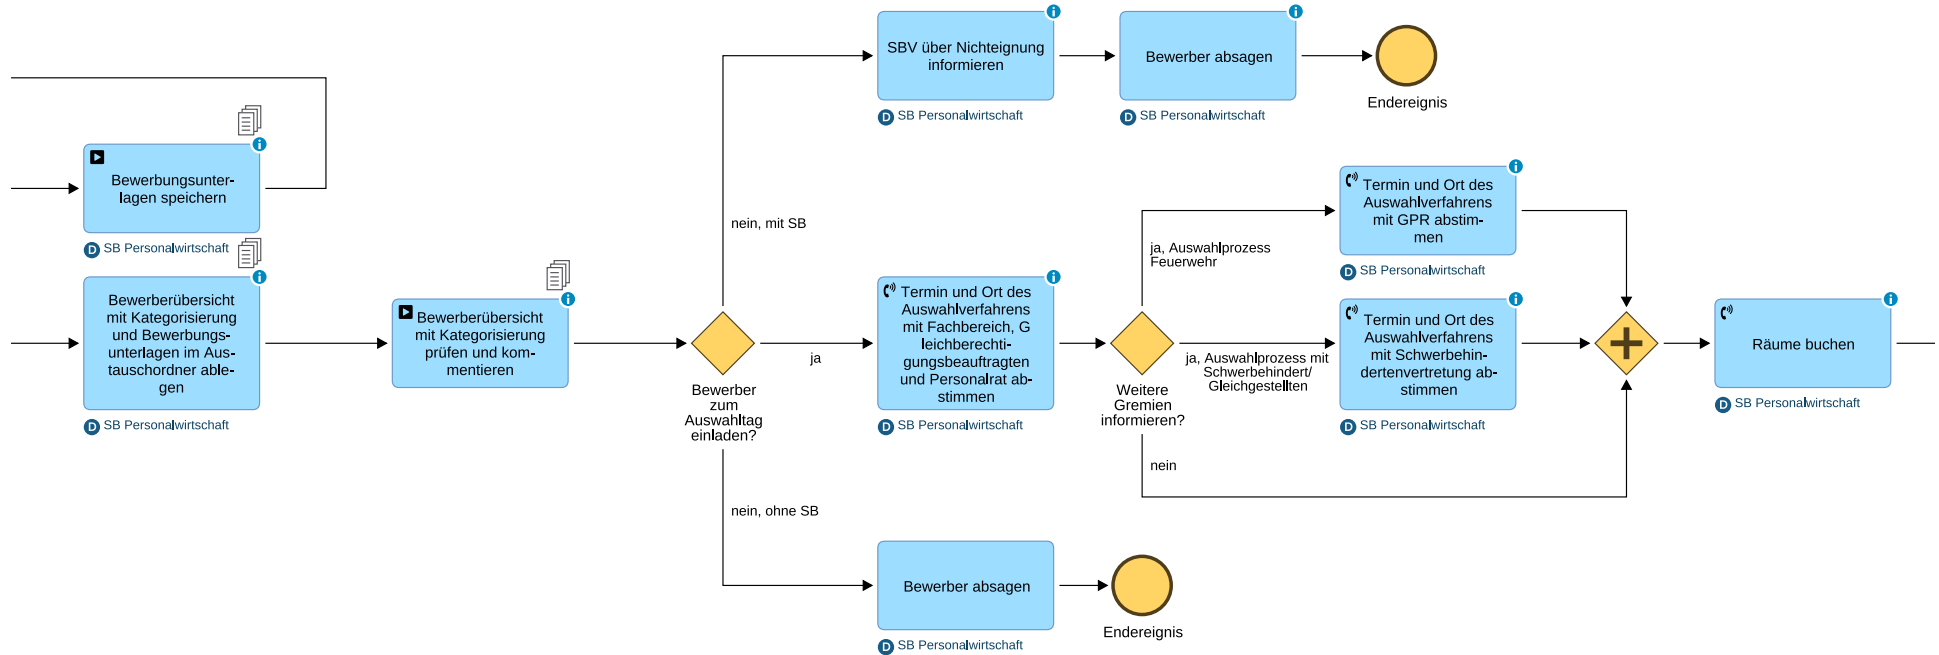 SBV über Nichteignung
informieren
SB Personalwirtschaft
Bewerber absagen
SB Personalwirtschaft
Endereignis
Bewerbungsunter-
lagen speichern
SB Personalwirtschaft
Bewerberübersicht
mit Kategorisierung
und Bewerbungs-
unterlagen im Aus-
tauschordner able-
gen
SB Personalwirtschaft
Bewerberübersicht
mit Kategorisierung
prüfen und kom-
mentieren
Bewerber
zum
Auswahltag
einladen?
nein, mit SB
ja
nein, ohne SB
Termin und Ort des
Auswahlverfahrens
mit Fachbereich, G
leichberechti-
gungsbeauftragten
und Personalrat ab-
stimmen
SB Personalwirtschaft
Weitere
Gremien
informieren?
ja, Auswahlprozess
Feuerwehr
ja, Auswahlprozess mit
Schwerbehindert/
Gleichgestellten
nein
Termin und Ort des
Auswahlverfahrens
mit GPR abstim-
men
SB Personalwirtschaft
Termin und Ort des
Auswahlverfahrens
mit Schwerbehin-
dertenvertretung ab-
stimmen
SB Personalwirtschaft
Räume buchen
SB Personalwirtschaft
Bewerber absagen
SB Personalwirtschaft
Endereignis